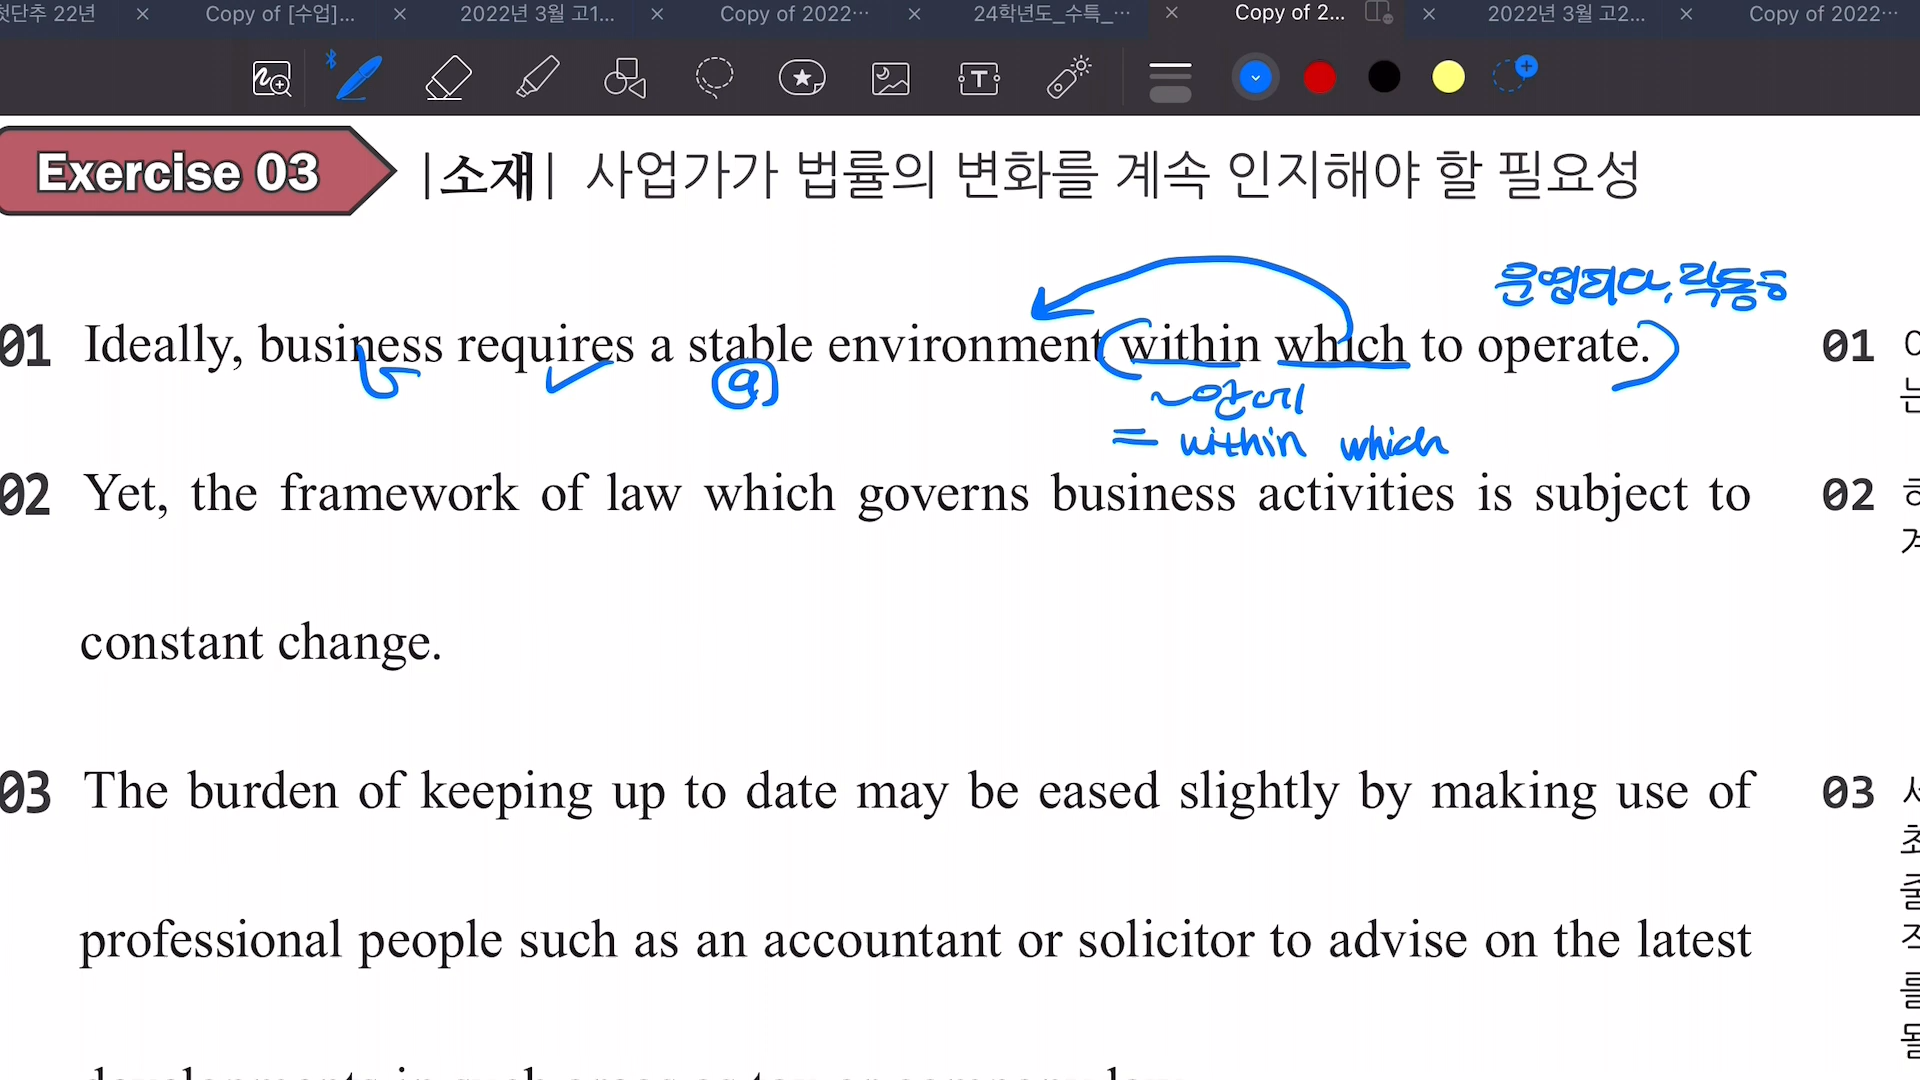 첫단추 22년 × Copy of [수업]... × 2022년 3월 고1... × Copy of 2022... × 24학년도_수특_... × Copy of 2... × 2022년 3월 고2... × Copy of 2022...
T
Exercise 03 |소재| 사업가가 법률의 변화를 계속 인지해야 할 필요성
운영되다, 작동
01 Ideally, business requires a stable environment within which to operate. 01
ⓐ ~안에
= within which
02 Yet, the framework of law which governs business activities is subject to 02
constant change.
03 The burden of keeping up to date may be eased slightly by making use of 03
professional people such as an accountant or solicitor to advise on the latest